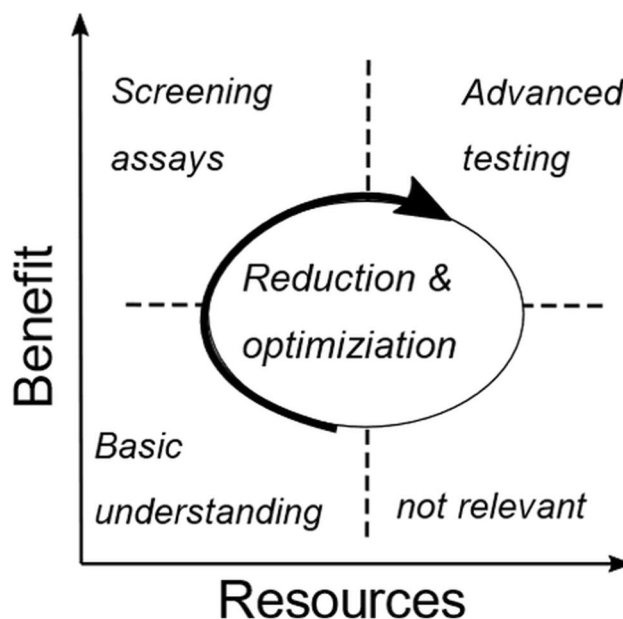 Screening
assays
Advanced
testing
Reduction &
optimiziation
Benefit
Basic
understanding
not relevant
Resources